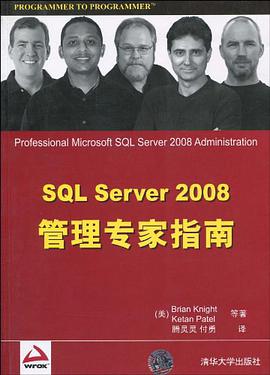 PROGRAMMER TO PROGRAMMER™
Professional Microsoft SQL Server 2008 Administration
SQL Server 2008
管理专家指南
(美) Brian Knight 等著
Ketan Patel
腾灵灵 付勇 译
wrox
清华大学出版社